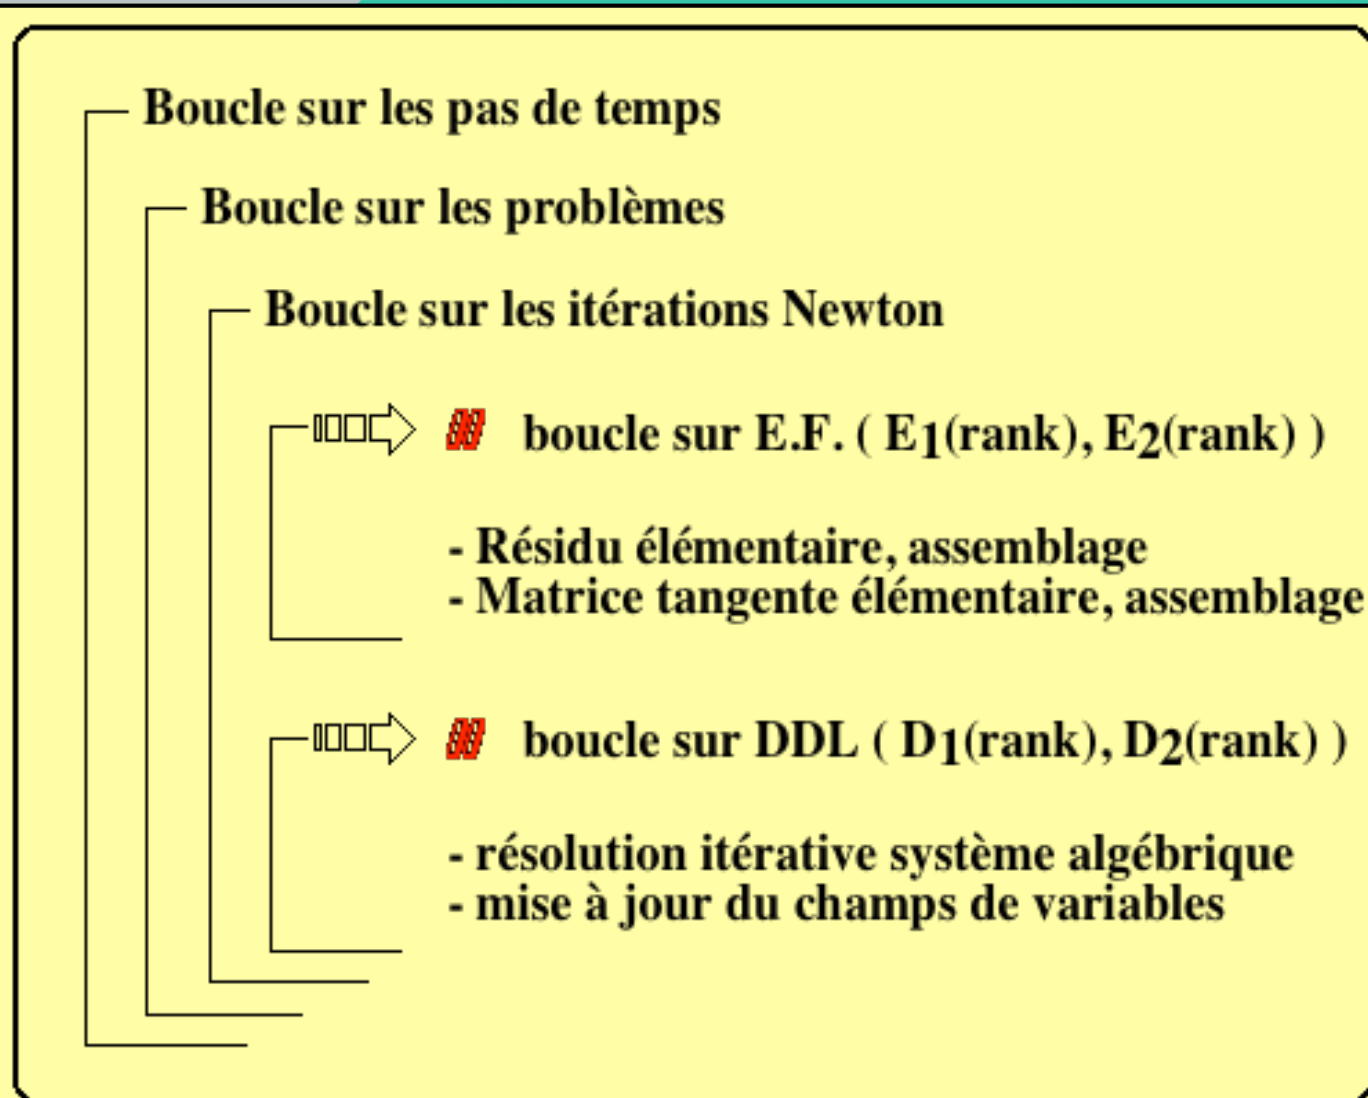 Boucle sur les pas de temps
Boucle sur les problèmes
Boucle sur les itérations Newton
// boucle sur E.F. ( E1(rank), E2(rank) )
- Résidu élémentaire, assemblage
- Matrice tangente élémentaire, assemblage
// boucle sur DDL ( D1(rank), D2(rank) )
- résolution itérative système algébrique
- mise à jour du champs de variables